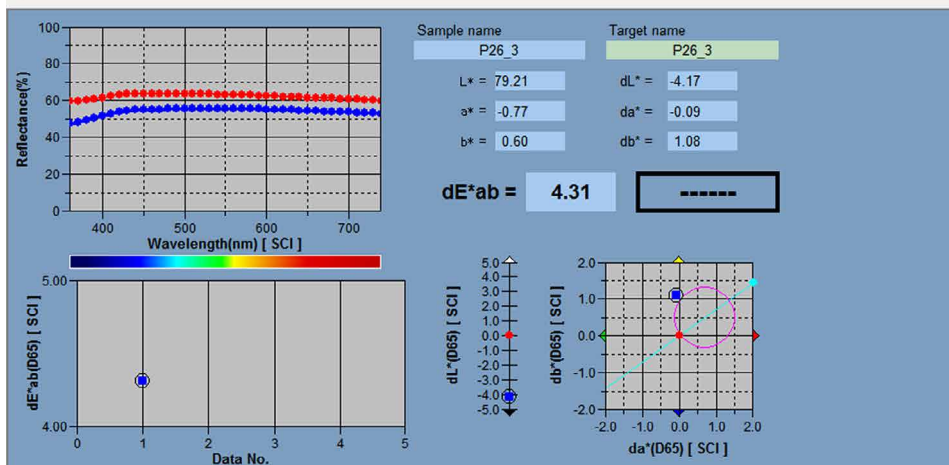 Sample name
Target name
P26_3
P26_3
L* = 79.21
dL* = -4.17
a* = -0.77
da* = -0.09
b* = 0.60
db* = 1.08
dE*ab = 4.31
------
Reflectance(%)
100
80
60
40
20
0
400 500 600 700
Wavelength(nm) [ SCI ]
dE*ab(D65) [ SCI ]
5.00
4.00
0 1 2 3 4 5
Data No.
dL*(D65) [ SCI ]
5.0
4.0
3.0
2.0
1.0
0.0
-1.0
-2.0
-3.0
-4.0
-5.0
db*(D65) [ SCI ]
2.0
1.0
0.0
-1.0
-2.0
-2.0 -1.0 0.0 1.0 2.0
da*(D65) [ SCI ]